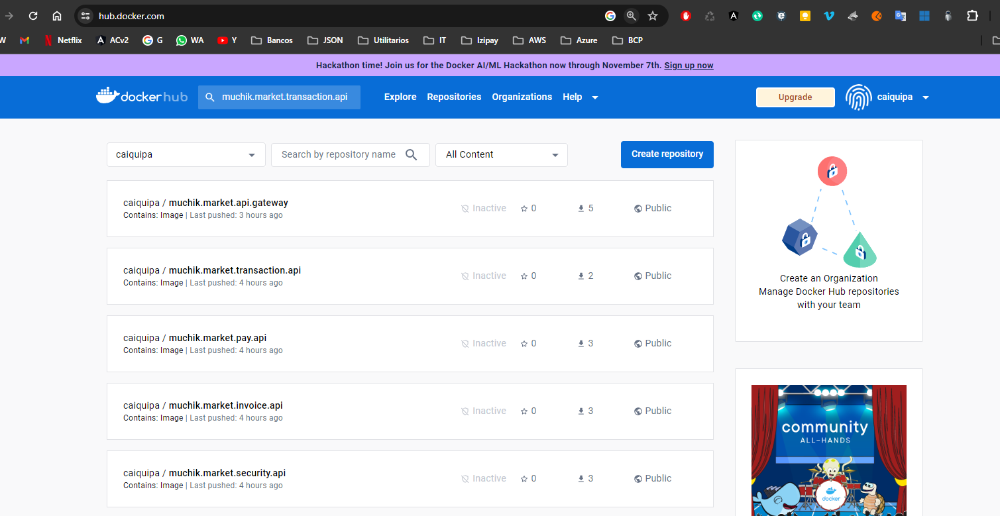 hub.docker.com
W
Netflix
ACv2
G
WA
Y
Bancos
JSON
Utilitarios
IT
Izipay
AWS
Azure
BCP
Hackathon time! Join us for the Docker AI/ML Hackathon now through November 7th. Sign up now
dockerhub
muchik.market.transaction.api
Explore
Repositories
Organizations
Help
Upgrade
caiquipa
caiquipa
Search by repository name
All Content
Create repository
caiquipa / muchik.market.api.gateway
Contains: Image | Last pushed: 3 hours ago
Inactive
0
5
Public
caiquipa / muchik.market.transaction.api
Contains: Image | Last pushed: 4 hours ago
Inactive
0
2
Public
caiquipa / muchik.market.pay.api
Contains: Image | Last pushed: 4 hours ago
Inactive
0
3
Public
caiquipa / muchik.market.invoice.api
Contains: Image | Last pushed: 4 hours ago
Inactive
0
3
Public
caiquipa / muchik.market.security.api
Contains: Image | Last pushed: 4 hours ago
Inactive
0
3
Public
Create an Organization
Manage Docker Hub repositories
with your team
community
ALL-HANDS
docker